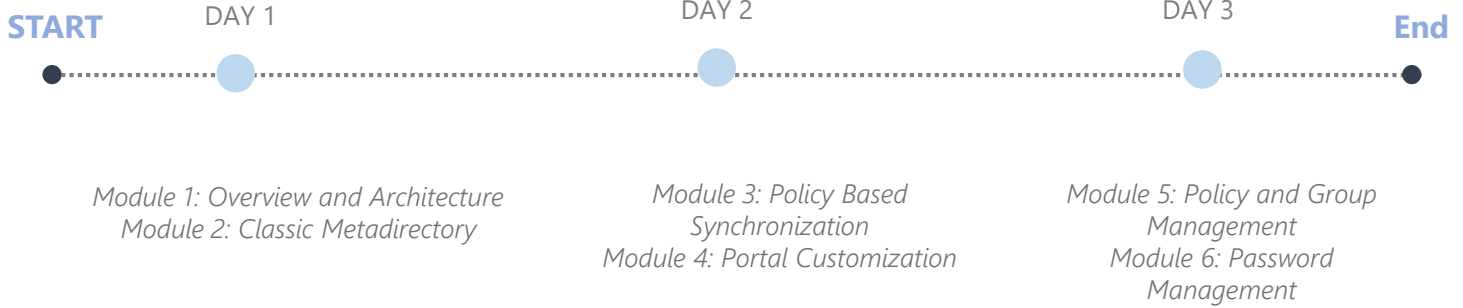 START
DAY 1
DAY 2
DAY 3
End
Module 1: Overview and Architecture
Module 2: Classic Metadirectory
Module 3: Policy Based
Synchronization
Module 4: Portal Customization
Module 5: Policy and Group
Management
Module 6: Password
Management